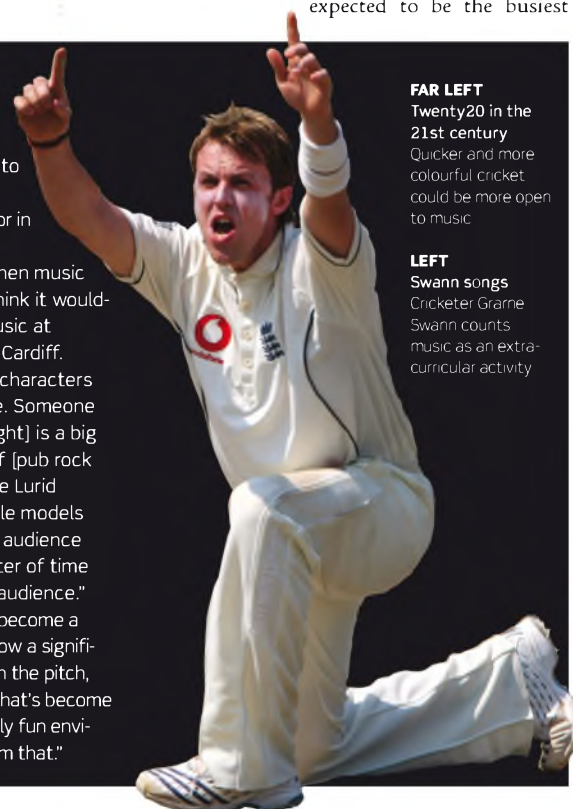 expected to be the busiest
to
or in
hen music
hink it would-
usic at
Cardiff.
characters
e. Someone
ght] is a big
f [pub rock
e Lurid
le models
audience
ter of time
audience."
become a
ow a signifi-
n the pitch,
hat's become
ly fun envi-
m that."
FAR LEFT
Twenty20 in the
21st century
Quicker and more
colourful cricket
could be more open
to music
LEFT
Swann songs
Cricketer Grame
Swann counts
music as an extra-
curricular activity
vodafone